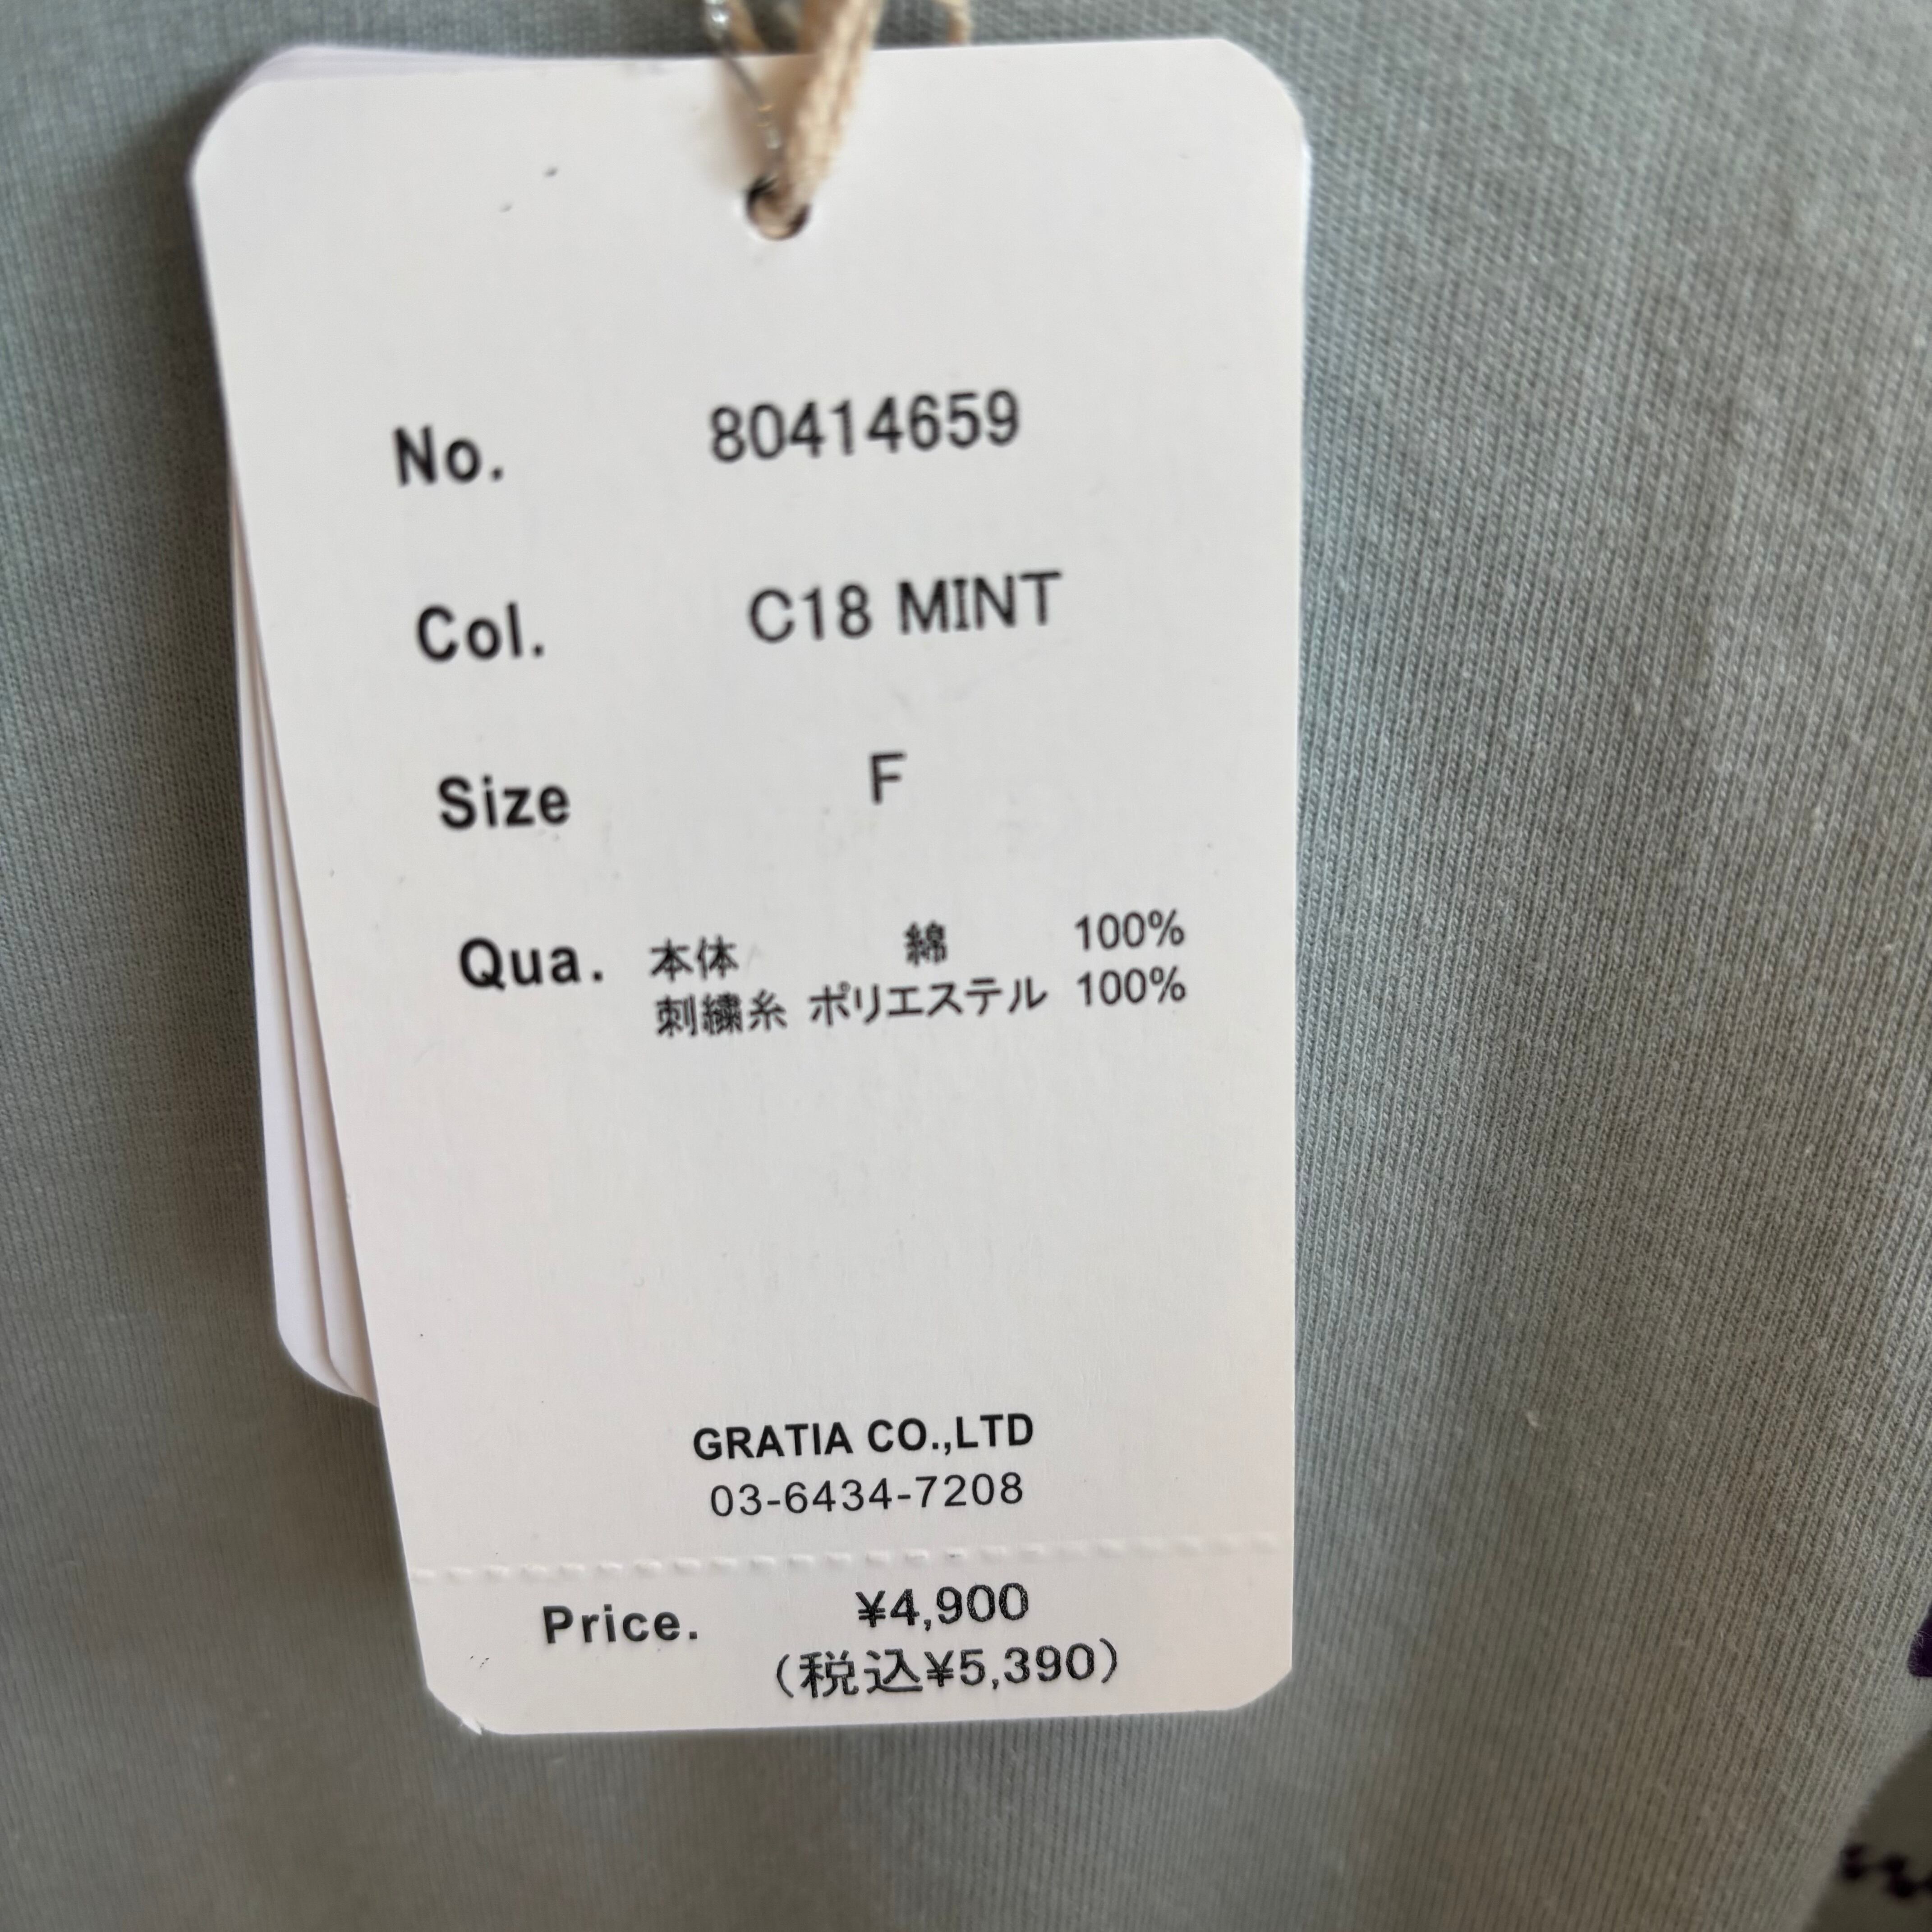 No. 80414659
Col. C18 MINT
Size F
Qua. 本体 綿 100%
刺繍糸 ポリエステル 100%
GRATIA CO.,LTD
03-6434-7208
Price. ¥4,900
(税込¥5,390)